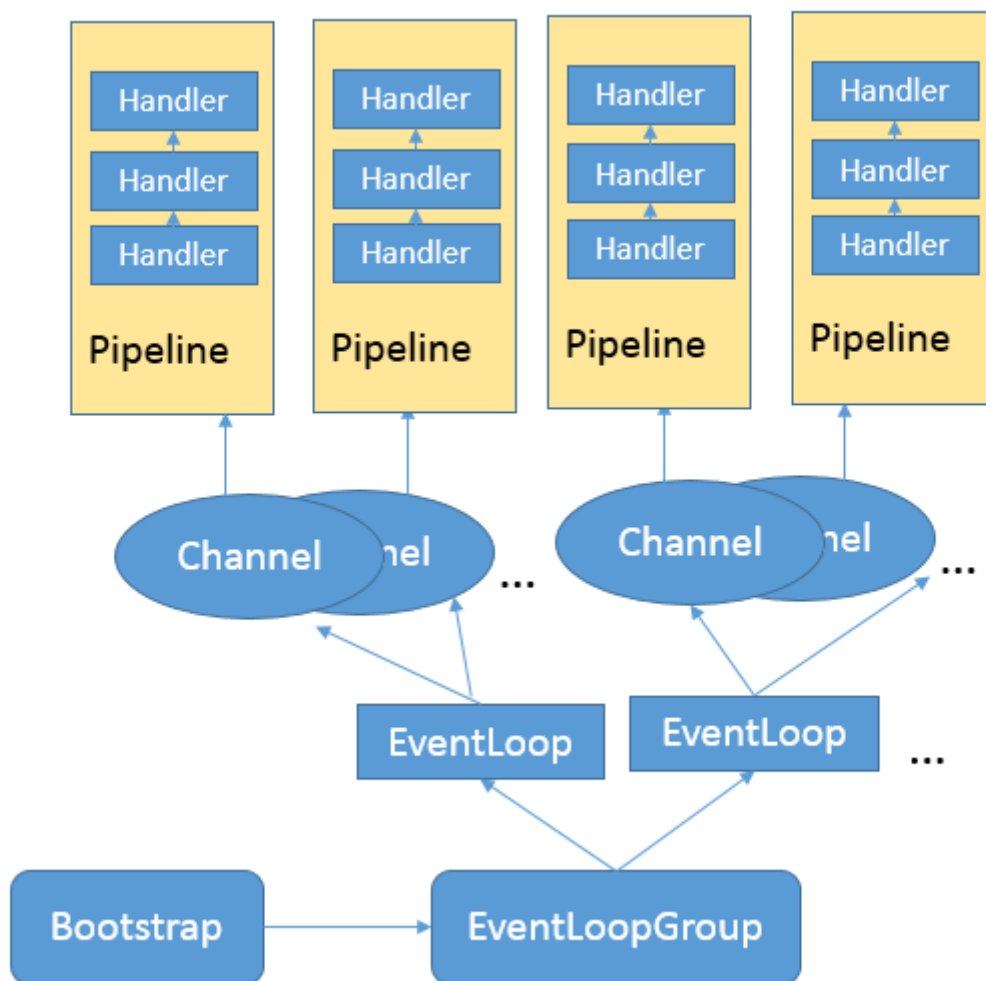 Handler
Handler
Handler
Pipeline
Handler
Handler
Handler
Pipeline
Handler
Handler
Handler
Pipeline
Handler
Handler
Handler
Pipeline
Channel
nel
...
Channel
nel
...
EventLoop
EventLoop
...
Bootstrap
EventLoopGroup